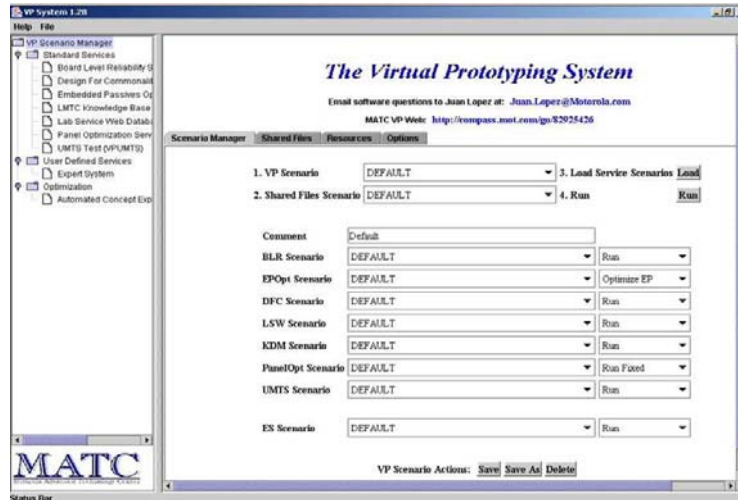 VP System 1.20
Help File
VP Scenario Manager
Standard Services
Board Level Reliability S
Design For Commonalit
Embedded Passives Op
LMTC Knowledge Base
Lab Service Web Databa
Panel Optimization Serv
UMTS Test (VPUMTS)
User Defined Services
Expert System
Optimization
Automated Concept Exp
MATC
The Virtual Prototyping System
Email software questions to Juan Lopez at: Juan.Lopez@Motorola.com
MATC VP Web: http://compass.mot.com/go/82925426
Scenario Manager Shared Files Resources Options
1. VP Scenario DEFAULT 3. Load Service Scenarios Load
2. Shared Files Scenario DEFAULT 4. Run Run
Comment Default
BLR Scenario DEFAULT Run
EPOpt Scenario DEFAULT Optimize EP
DFC Scenario DEFAULT Run
LSW Scenario DEFAULT Run
KDM Scenario DEFAULT Run
PanelOpt Scenario DEFAULT Run Fixed
UMTS Scenario DEFAULT Run
ES Scenario DEFAULT Run
VP Scenario Actions: Save Save As Delete
Status Bar